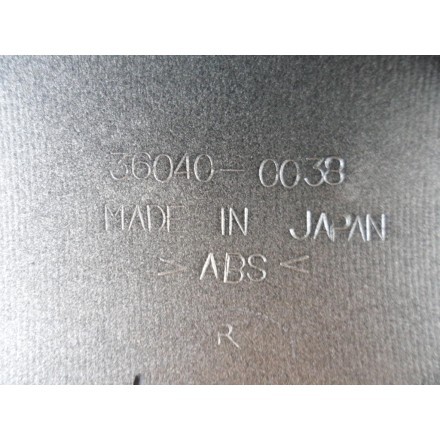 36040-0038
MADE IN JAPAN
> ABS <
R